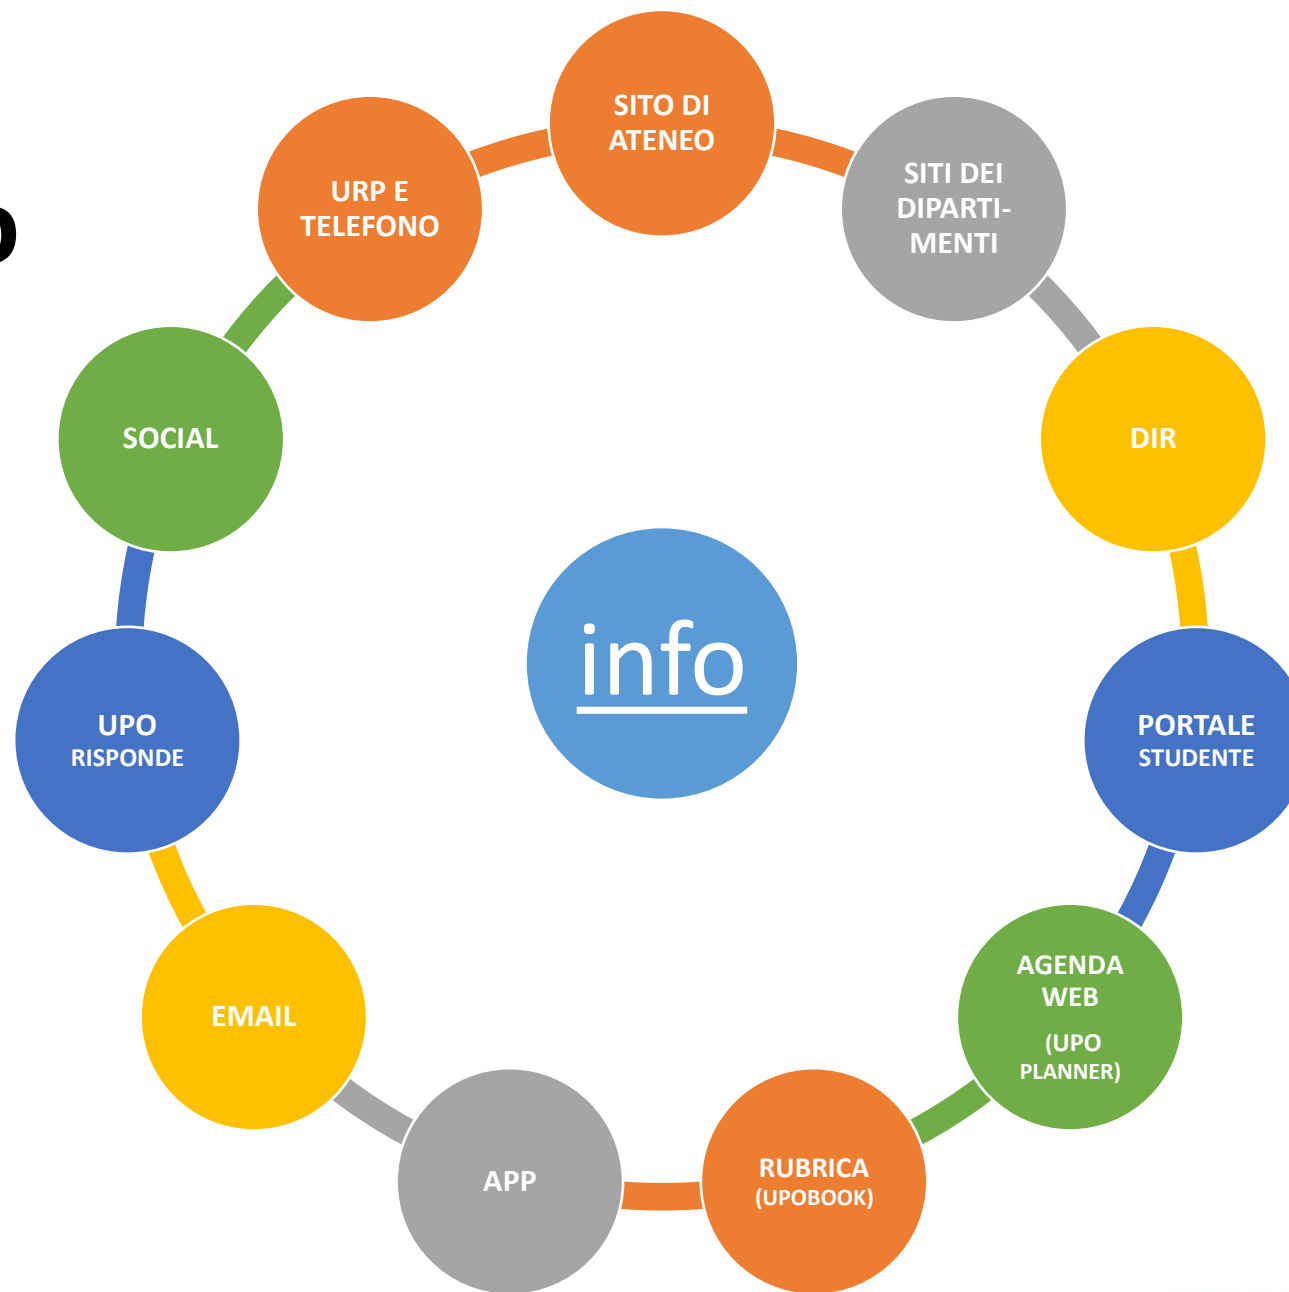 SITO DI
ATENEO
SITI DEI
DIPARTI-
MENTI
DIR
PORTALE
STUDENTE
AGENDA
WEB
(UPO
PLANNER)
RUBRICA
(UPOBOOK)
APP
EMAIL
UPO
RISPONDE
SOCIAL
URP E
TELEFONO
info